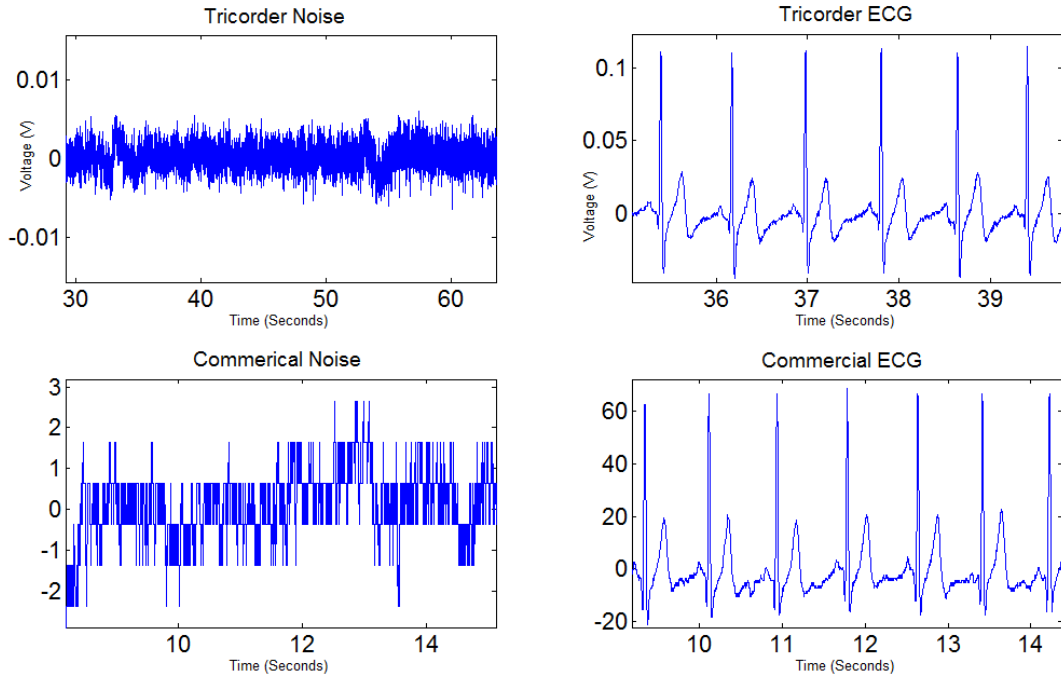 Tricorder Noise
0.01
0
-0.01
Voltage (V)
30 40 50 60
Time (Seconds)
Tricorder ECG
0.1
0.05
0
Voltage (V)
36 37 38 39
Time (Seconds)
Commerical Noise
3
2
1
0
-1
-2
10 12 14
Time (Seconds)
Commercial ECG
60
40
20
0
-20
10 11 12 13 14
Time (Seconds)